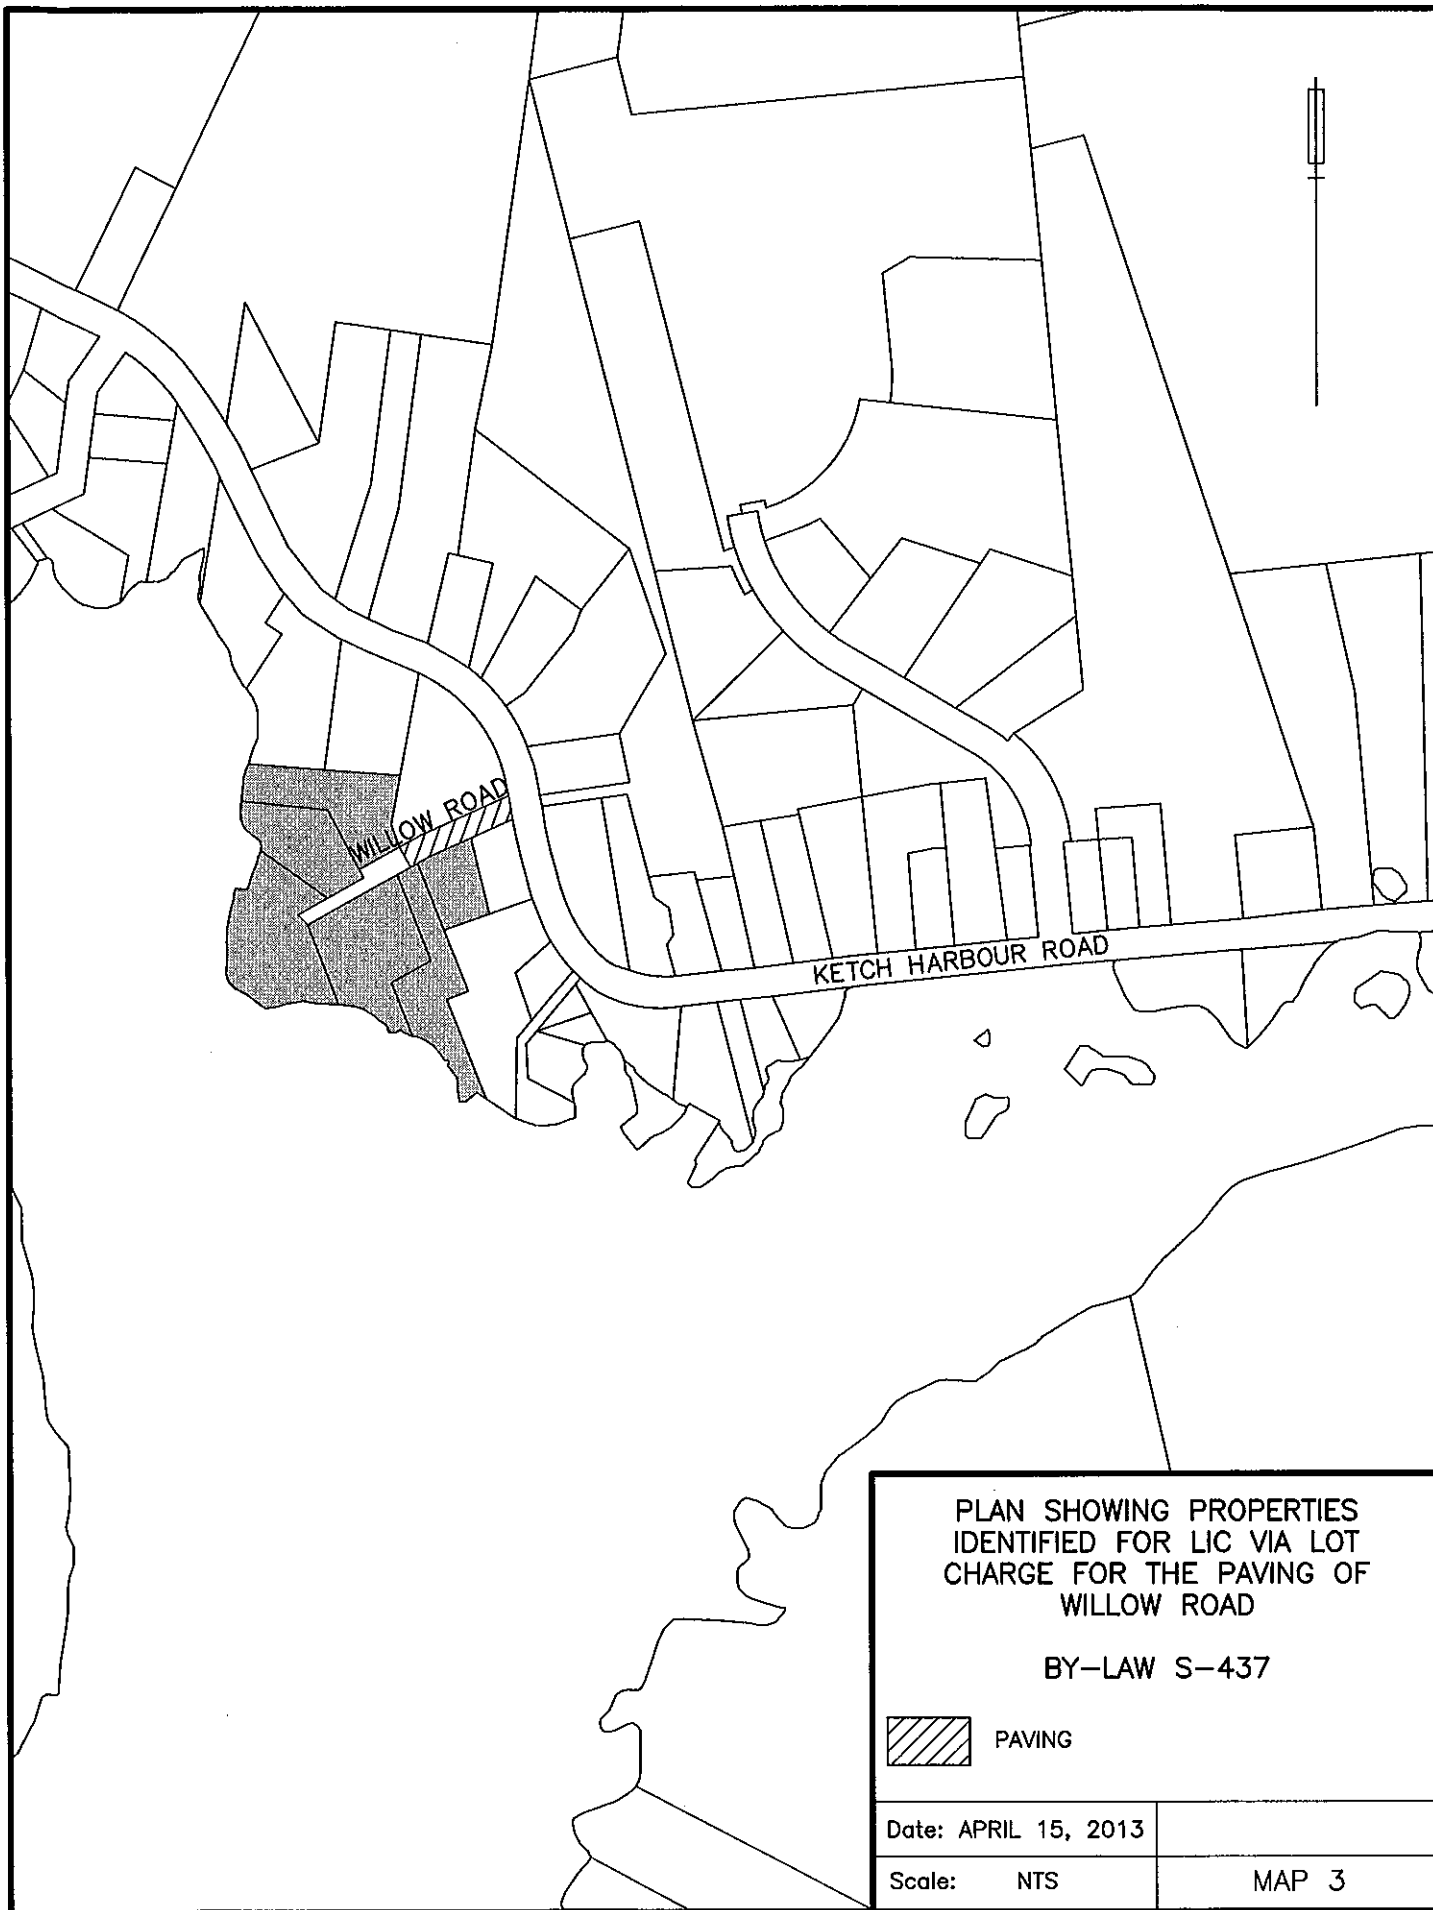 WILLOW ROAD
KETCH HARBOUR ROAD
PLAN SHOWING PROPERTIES
IDENTIFIED FOR LIC VIA LOT
CHARGE FOR THE PAVING OF
WILLOW ROAD
BY-LAW S-437
PAVING
Date: APRIL 15, 2013
Scale: NTS
MAP 3